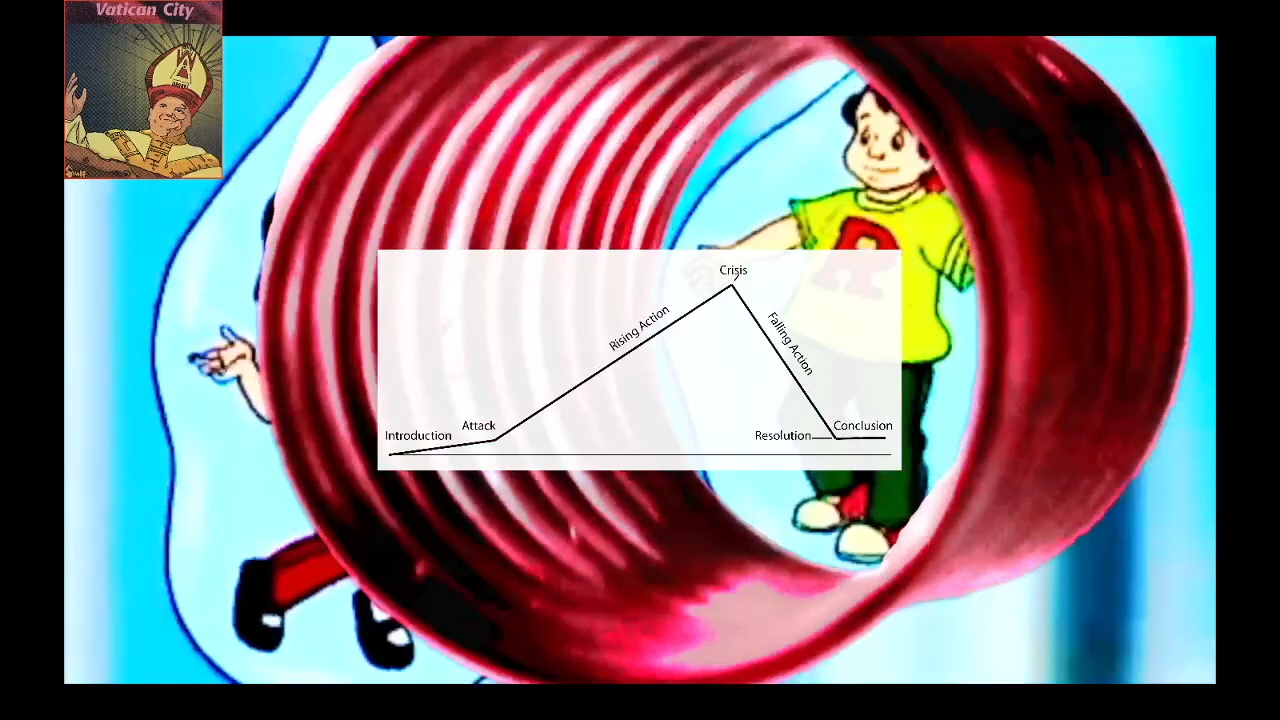 Vatican City
Crisis
Rising Action
Falling Action
Attack
Introduction
Resolution
Conclusion
R